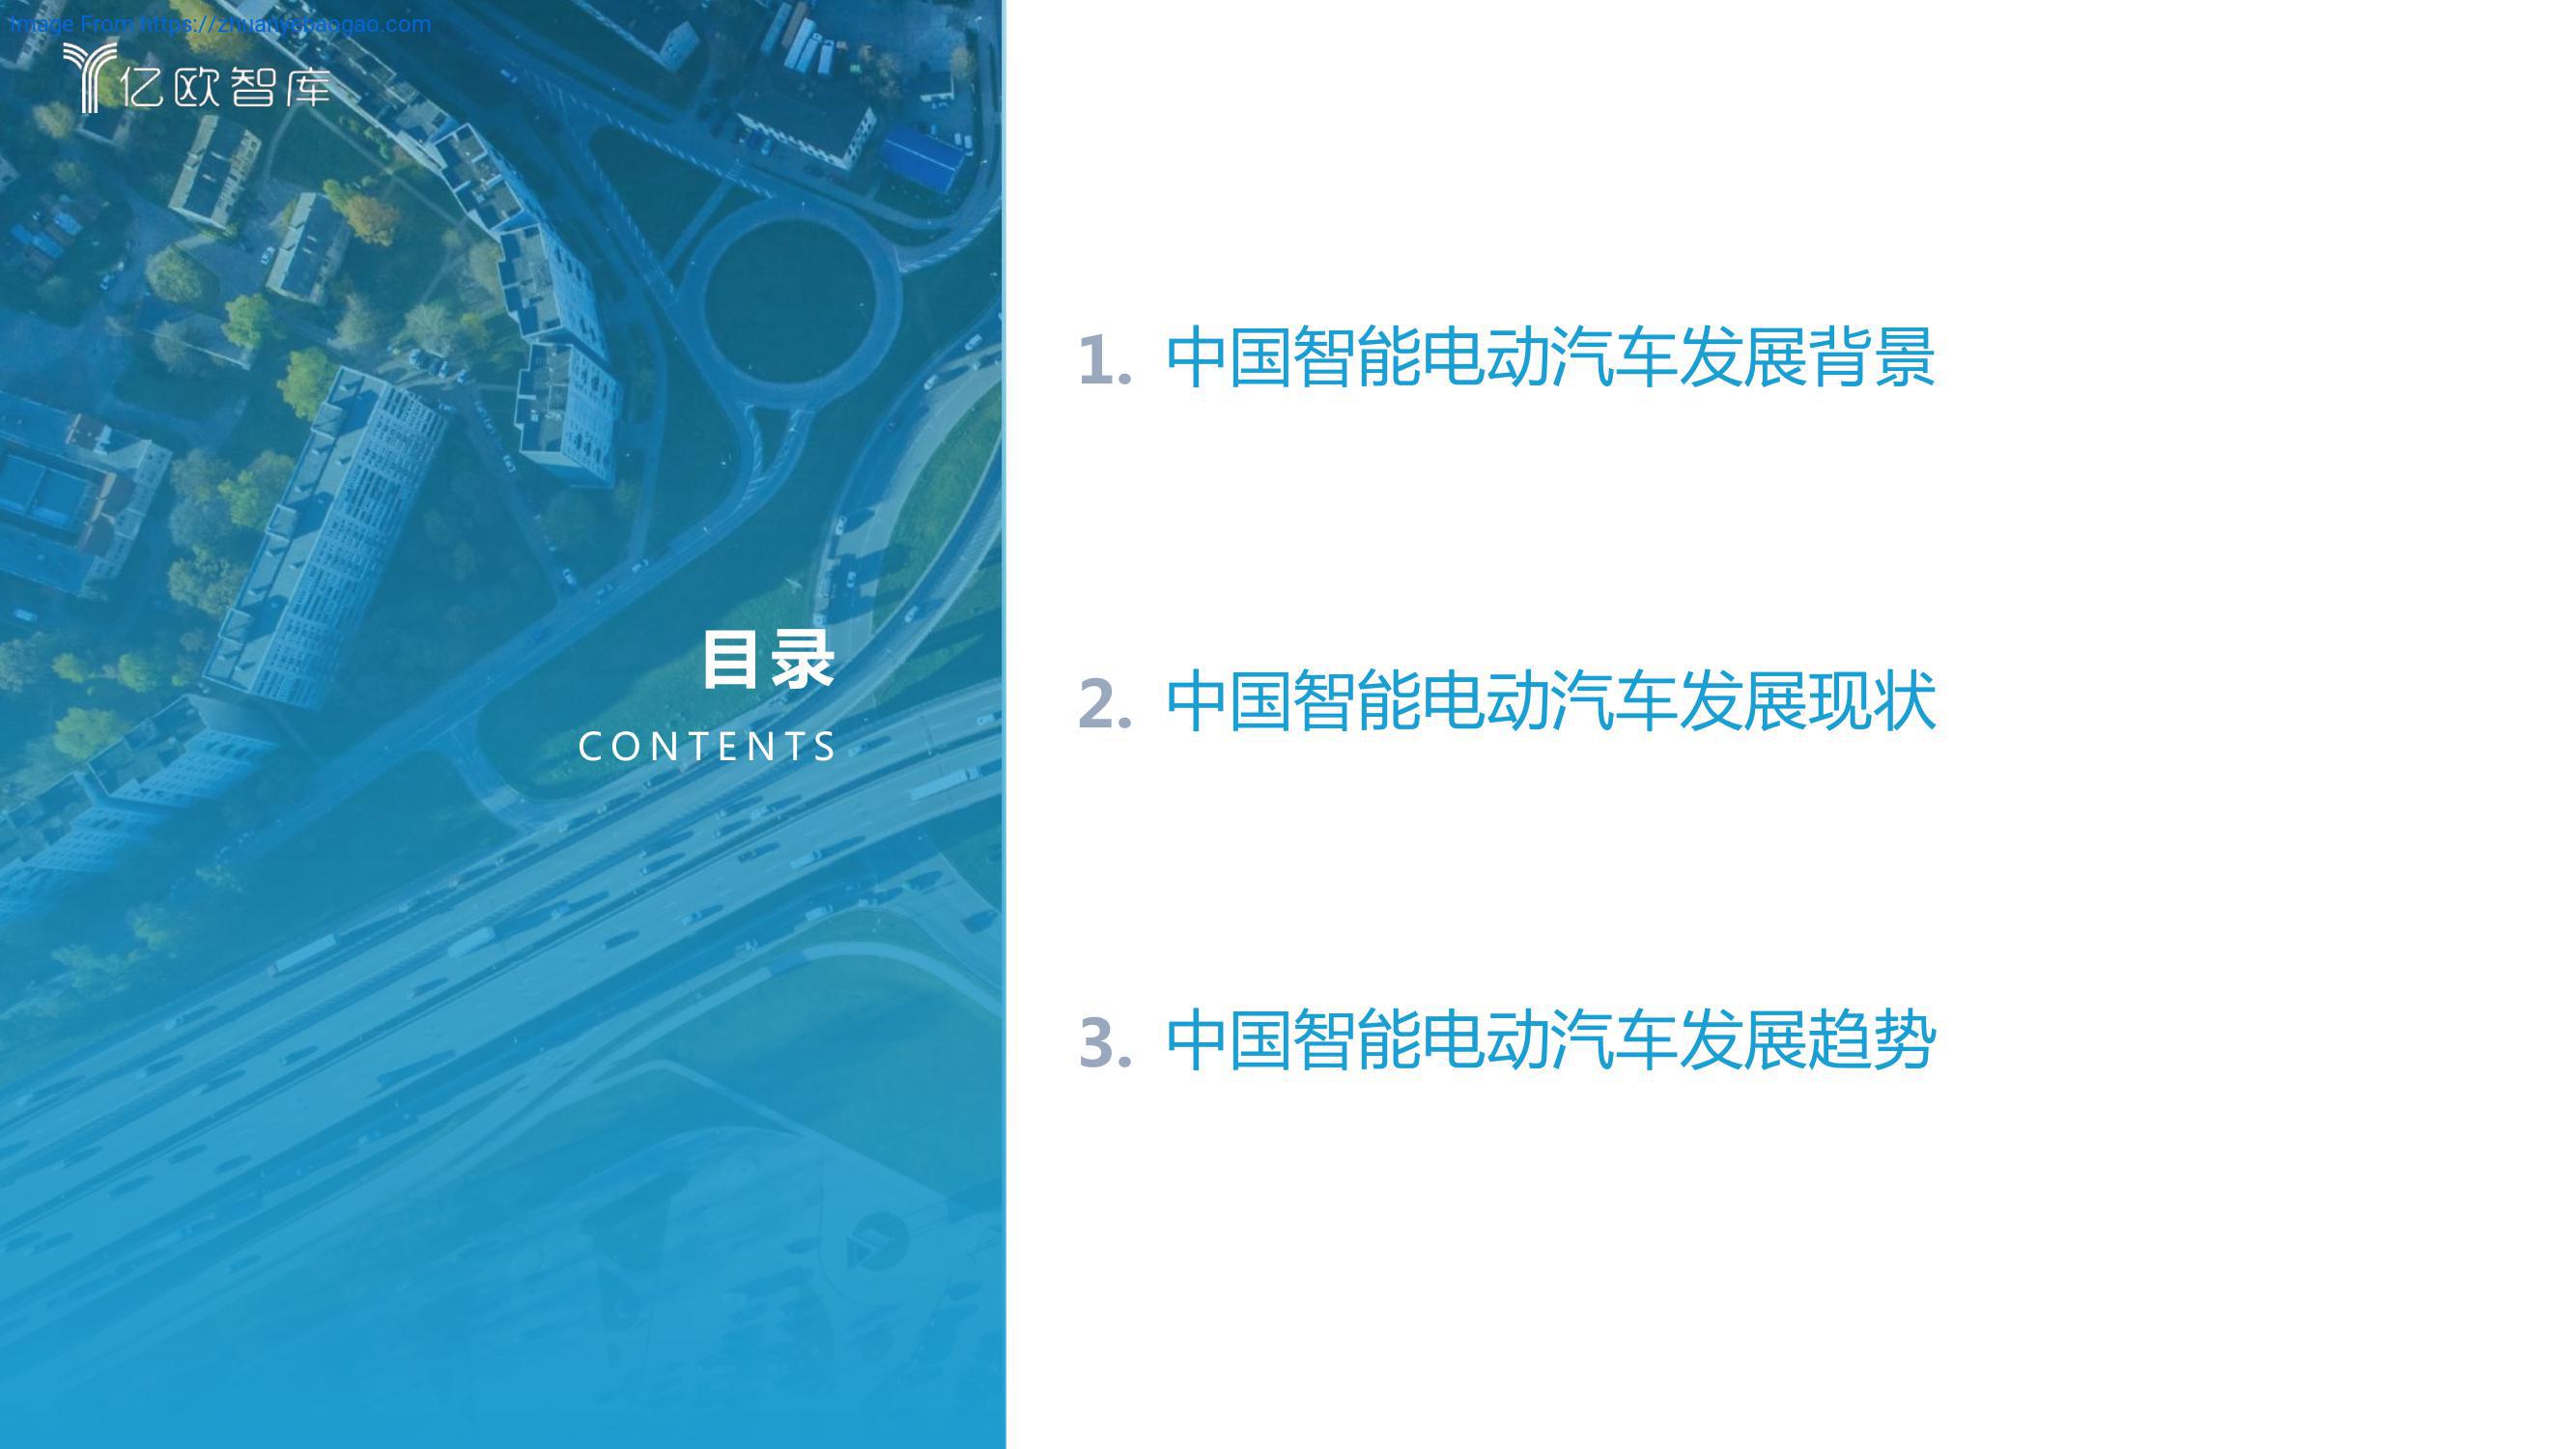 Image From https://zhuanyebaogao.com
亿欧智库
目录
CONTENTS
1. 中国智能电动汽车发展背景
2. 中国智能电动汽车发展现状
3. 中国智能电动汽车发展趋势